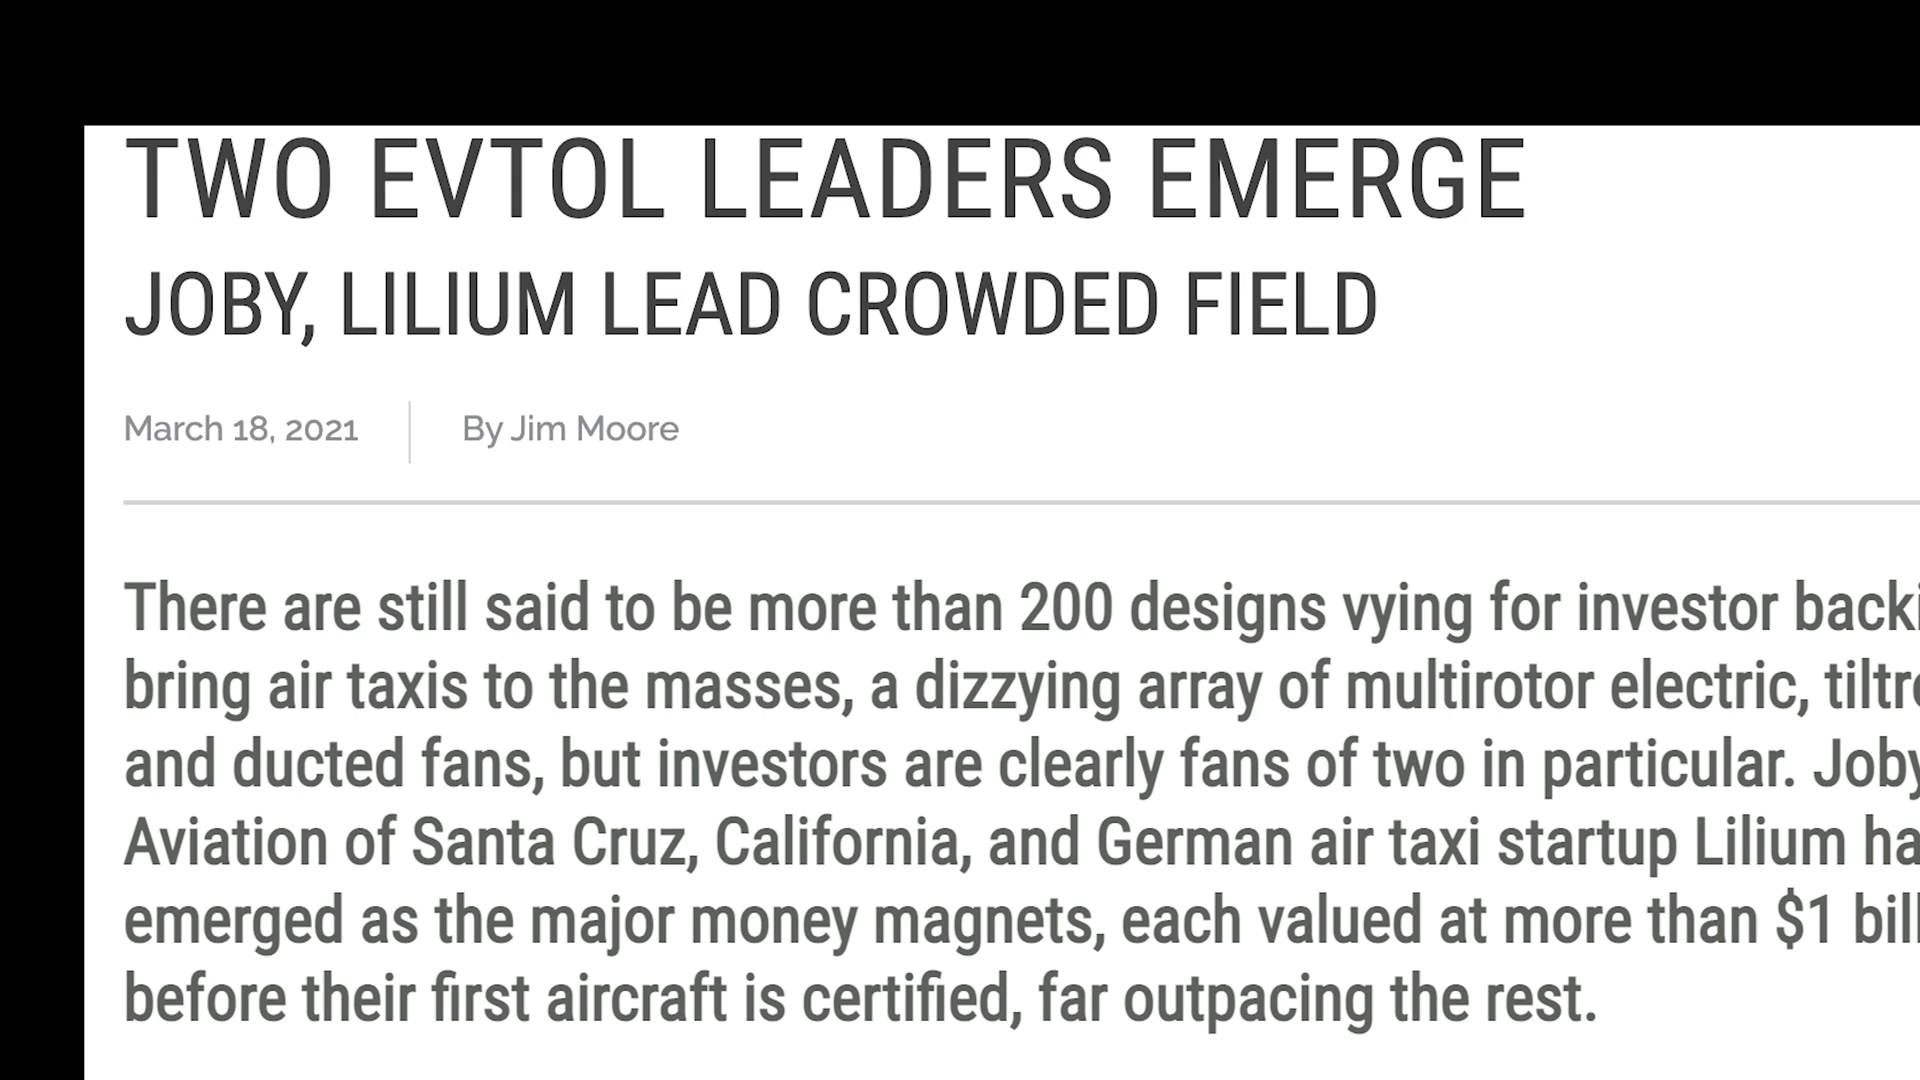 TWO EVTOL LEADERS EMERGE
JOBY, LILIUM LEAD CROWDED FIELD
March 18, 2021
By Jim Moore
There are still said to be more than 200 designs vying for investor
bring air taxis to the masses, a dizzying array of multirotor electric,
and ducted fans, but investors are clearly fans of two in particular. Joby
Aviation of Santa Cruz, California, and German air taxi startup Lilium
emerged as the major money magnets, each valued at more than $1
before their first aircraft is certified, far outpacing the rest.